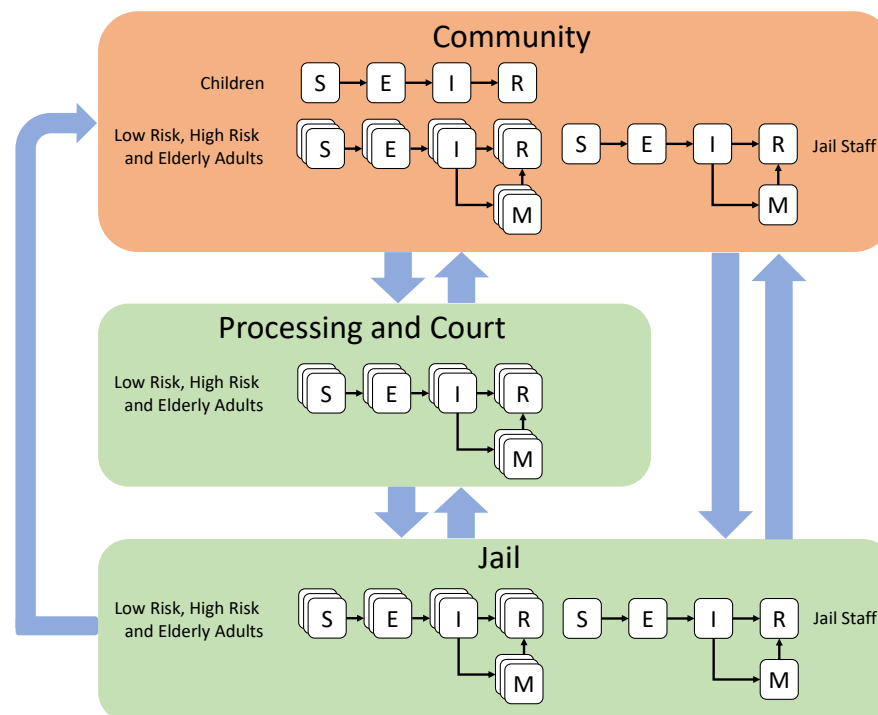 Community
Children
S E I R
Low Risk, High Risk
and Elderly Adults
S E I R
M
S E I R
M
Jail Staff
Processing and Court
Low Risk, High Risk
and Elderly Adults
S E I R
M
Jail
Low Risk, High Risk
and Elderly Adults
S E I R
M
S E I R
M
Jail Staff